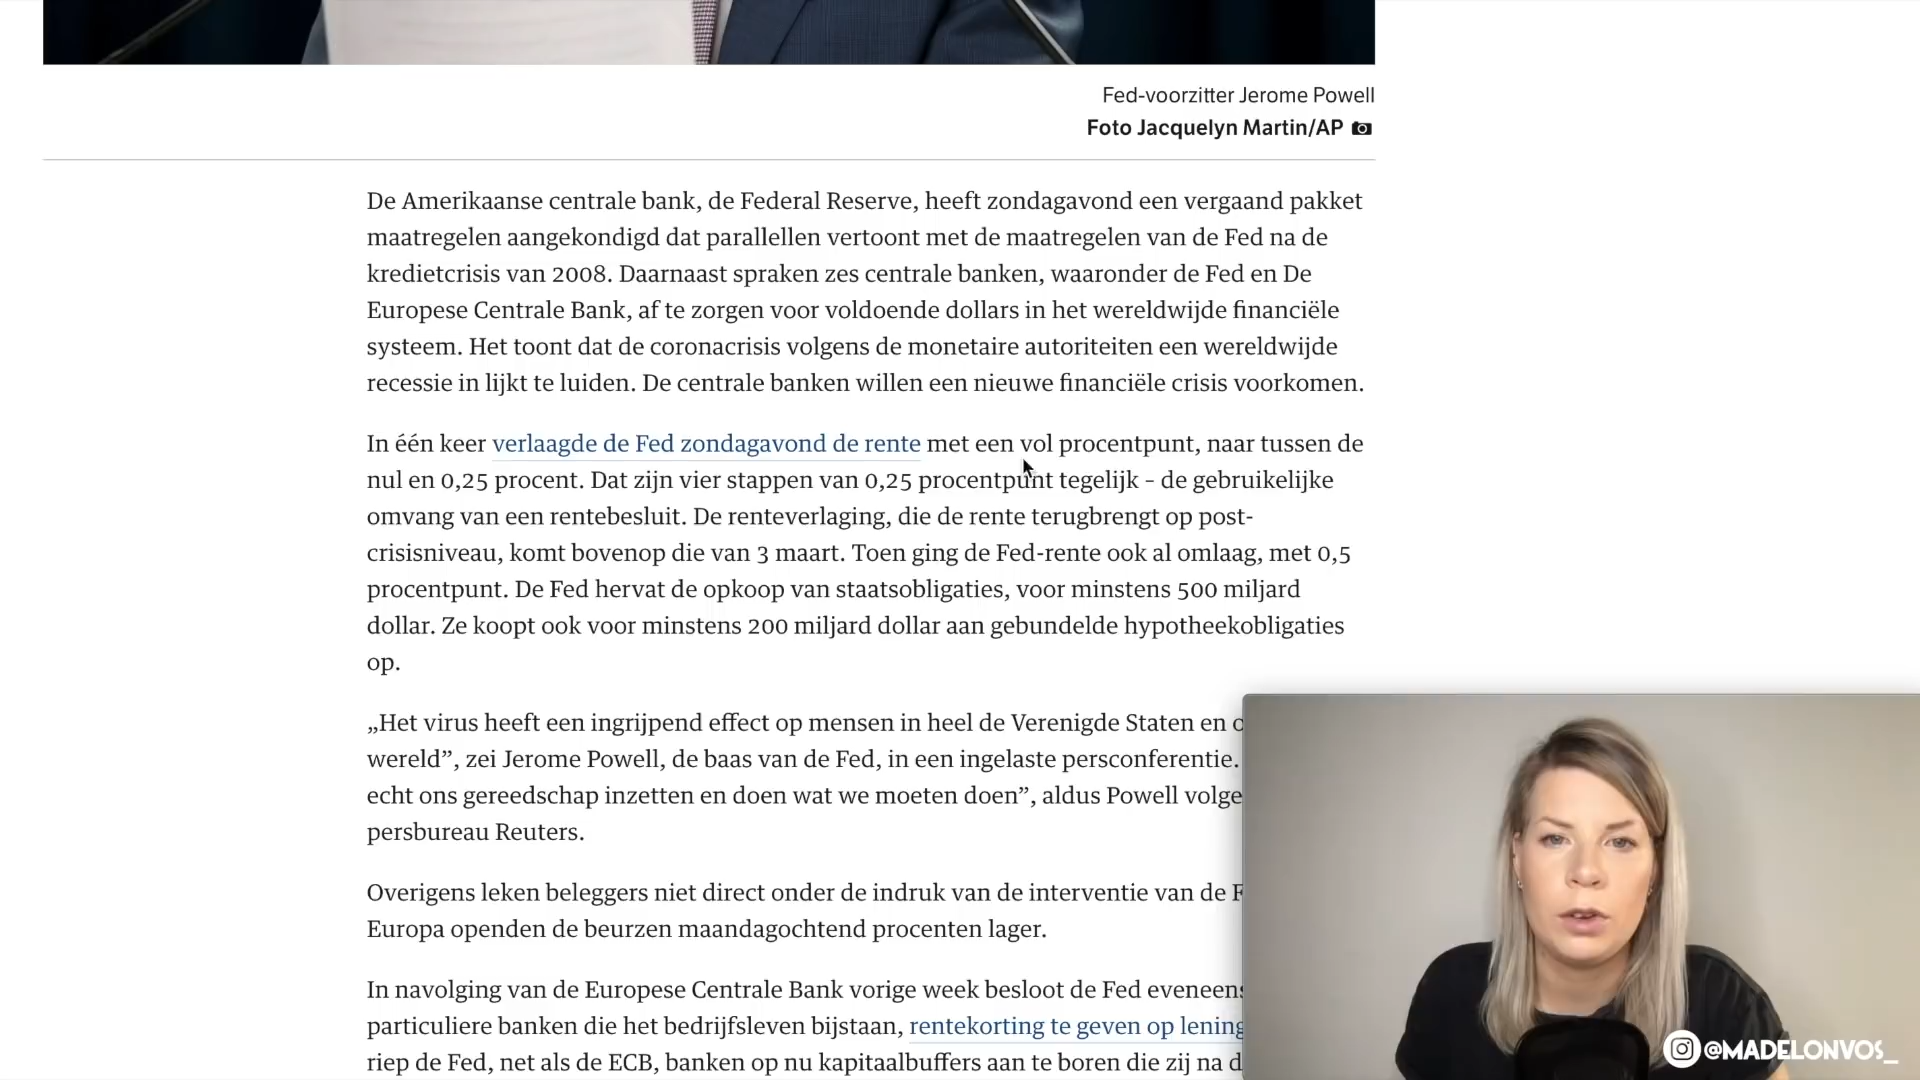 Fed-voorzitter Jerome Powell
Foto Jacquelyn Martin/AP
De Amerikaanse centrale bank, de Federal Reserve, heeft zondagavond een vergaand pakket
maatregelen aangekondigd dat parallellen vertoont met de maatregelen van de Fed na de
kredietcrisis van 2008. Daarnaast spraken zes centrale banken, waaronder de Fed en De
Europese Centrale Bank, af te zorgen voor voldoende dollars in het wereldwijde financiële
systeem. Het toont dat de coronacrisis volgens de monetaire autoriteiten een wereldwijde
recessie in lijkt te luiden. De centrale banken willen een nieuwe financiële crisis voorkomen.
In één keer verlaagde de Fed zondagavond de rente met een vol procentpunt, naar tussen de
nul en 0,25 procent. Dat zijn vier stappen van 0,25 procentpunt tegelijk – de gebruikelijke
omvang van een rentebesluit. De renteverlaging, die de rente terugbrengt op post-
crisisniveau, komt bovenop die van 3 maart. Toen ging de Fed-rente ook al omlaag, met 0,5
procentpunt. De Fed hervat de opkoop van staatsobligaties, voor minstens 500 miljard
dollar. Ze koopt ook voor minstens 200 miljard dollar aan gebundelde hypotheekobligaties
op.
„Het virus heeft een ingrijpend effect op mensen in heel de Verenigde Staten en
wereld”, zei Jerome Powell, de baas van de Fed, in een ingelaste persconferentie.
echt ons gereedschap inzetten en doen wat we moeten doen”, aldus Powell volge
persbureau Reuters.
Overigens leken beleggers niet direct onder de indruk van de interventie van de F
Europa openden de beurzen maandagochtend procenten lager.
In navolging van de Europese Centrale Bank vorige week besloot de Fed eveneens
particuliere banken die het bedrijfsleven bijstaan, rentekorting te geven op lening
riep de Fed, net als de ECB, banken op nu kapitaalbuffers aan te boren die zij na d
@MADELONVOS_